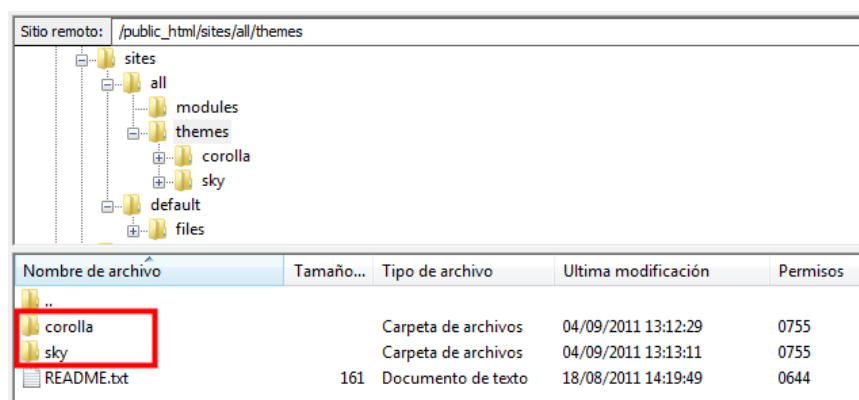 Sitio remoto: /public_html/sites/all/themes
sites
all
modules
themes
corolla
sky
default
files
Nombre de archivo Tamaño... Tipo de archivo Ultima modificación Permisos
..
corolla Carpeta de archivos 04/09/2011 13:12:29 0755
sky Carpeta de archivos 04/09/2011 13:13:11 0755
README.txt 161 Documento de texto 18/08/2011 14:19:49 0644